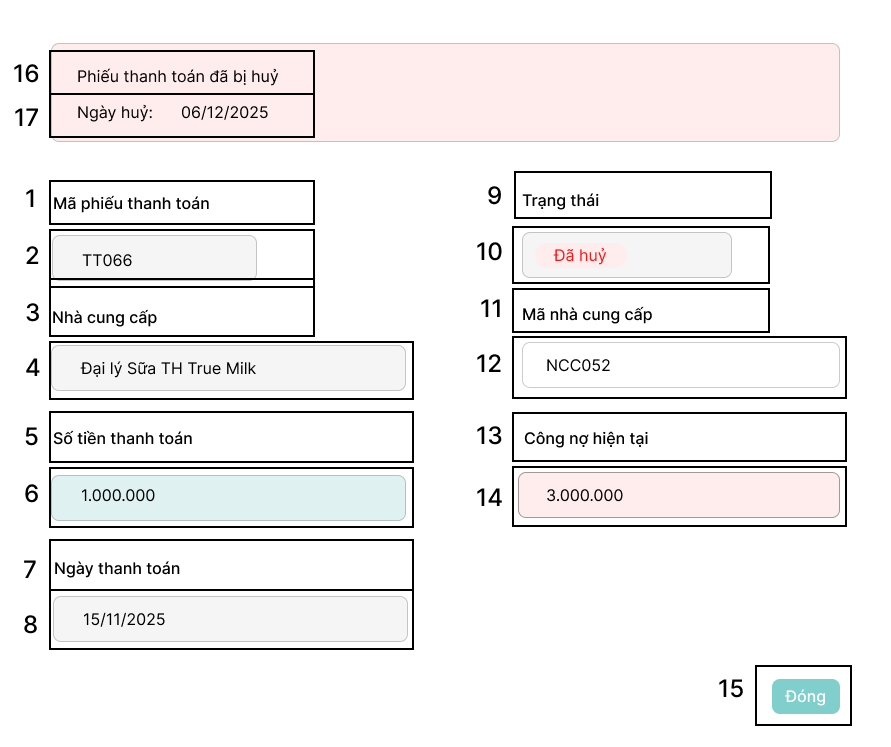 16 Phiếu thanh toán đã bị huỷ
17 Ngày huỷ: 06/12/2025
1 Mã phiếu thanh toán
9 Trạng thái
2 TT066
10 Đã huỷ
3 Nhà cung cấp
11 Mã nhà cung cấp
4 Đại lý Sữa TH True Milk
12 NCC052
5 Số tiền thanh toán
13 Công nợ hiện tại
6 1.000.000
14 3.000.000
7 Ngày thanh toán
8 15/11/2025
15 Đóng